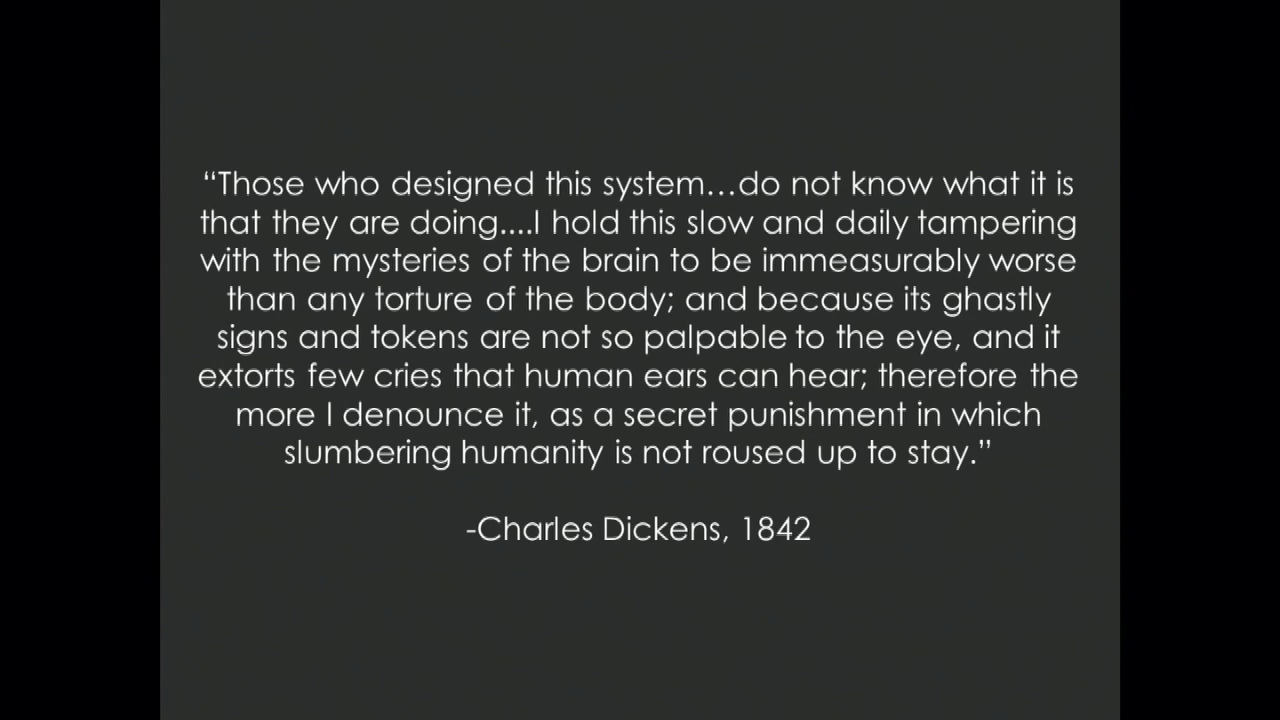 “Those who designed this system...do not know what it is
that they are doing....I hold this slow and daily tampering
with the mysteries of the brain to be immeasurably worse
than any torture of the body; and because its ghastly
signs and tokens are not so palpable to the eye, and it
extorts few cries that human ears can hear; therefore the
more I denounce it, as a secret punishment in which
slumbering humanity is not roused up to stay.”
-Charles Dickens, 1842